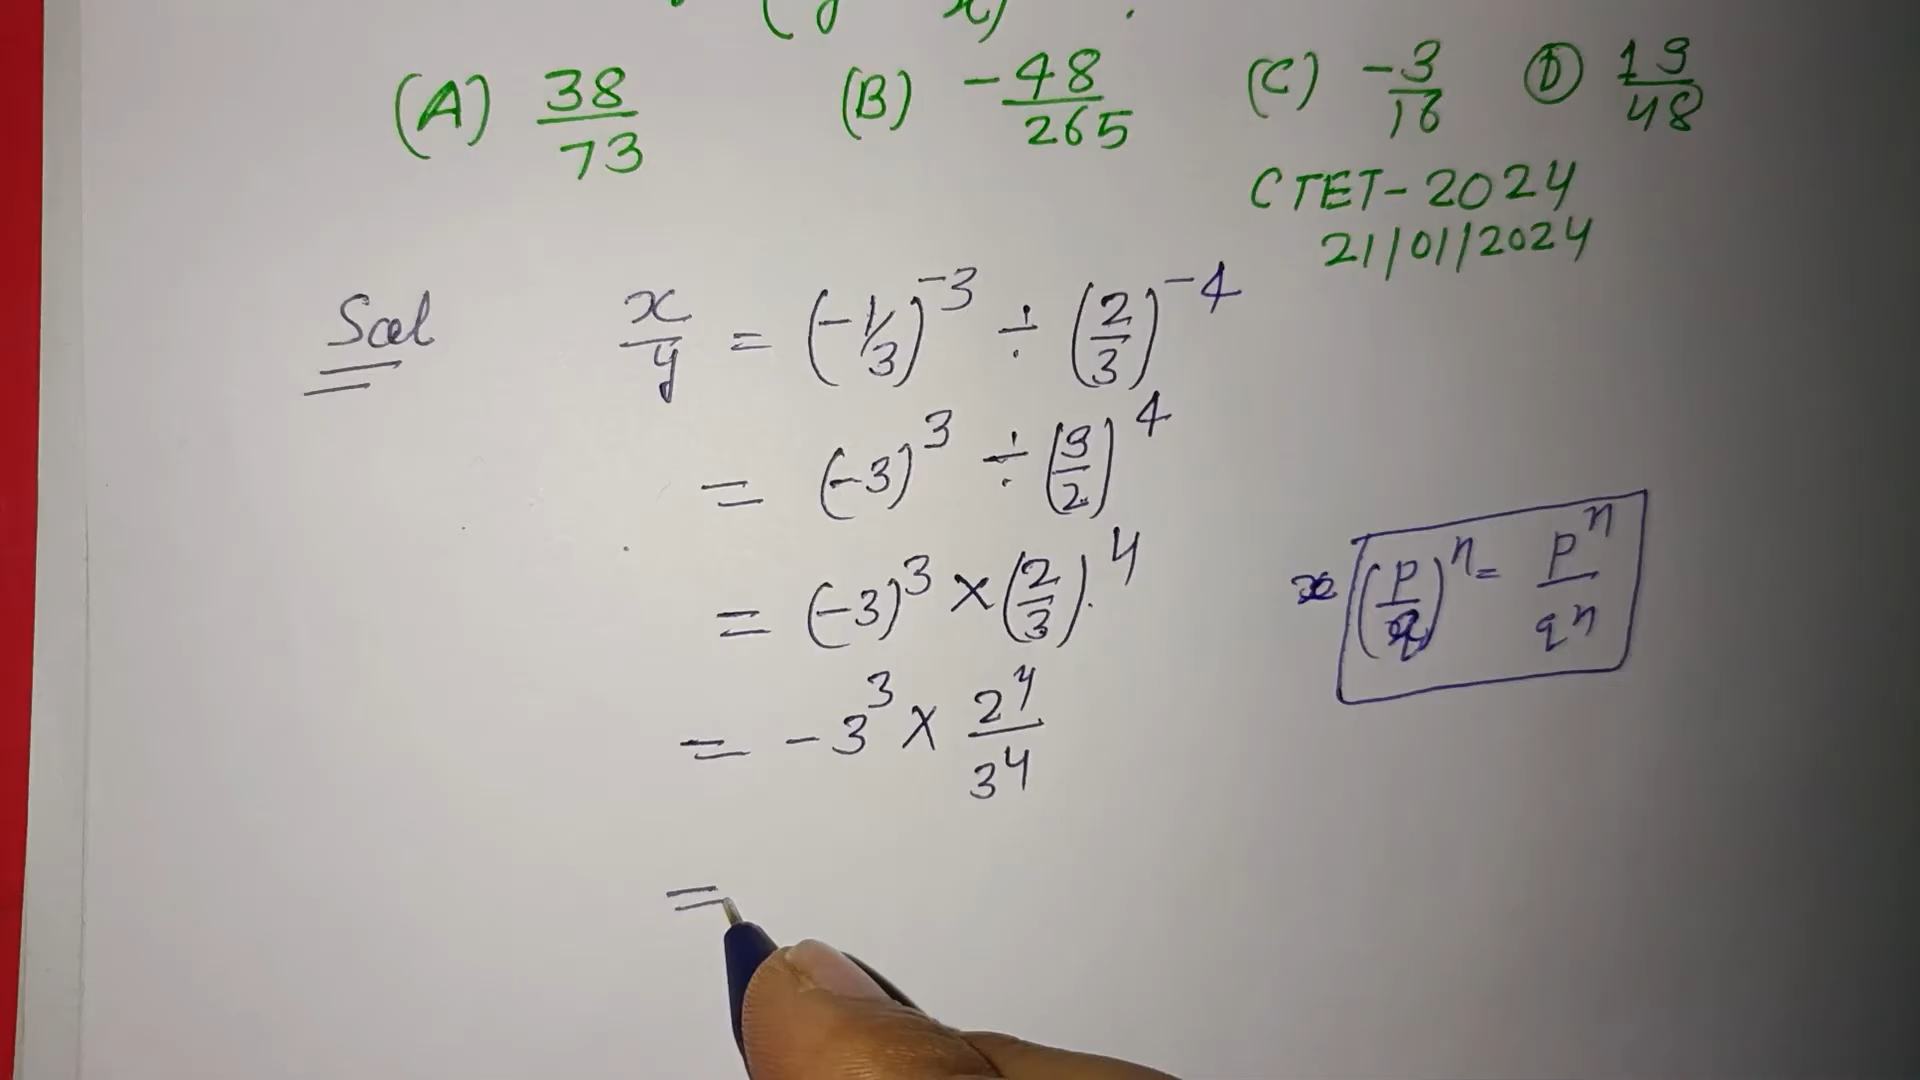 (y x)
(A) 38/73 (B) -48/265 (C) -3/16 (D) 19/48
CTET-2024
21/01/2024
Sol x/y = (-1/3)^-3 ÷ (2/3)^-4
= (-3)^3 ÷ (3/2)^4
= (-3)^3 × (2/3)^4
(p/q)^n = p^n/q^n
= -3^3 × 2^4/3^4
=